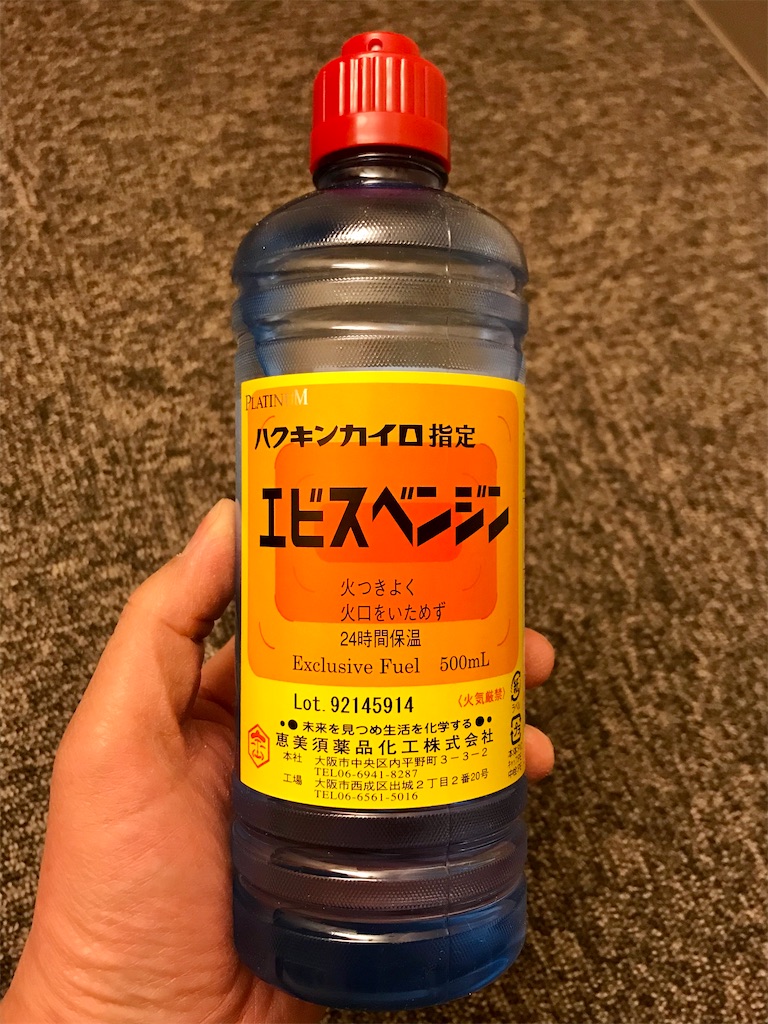 PLATINUM
ハクキンカイロ指定
エビスベンジン
火つきよく
火口をいためず
24時間保温
Exclusive Fuel 500mL
Lot. 92145914 〈火気厳禁〉
●●未来を見つめ生活を化学する●●
恵美須薬品化工株式会社
本社 大阪市中央区内平野町3-3-2
TEL06-6941-8287
工場 大阪市西成区出城2丁目2番20号
TEL06-6561-5016